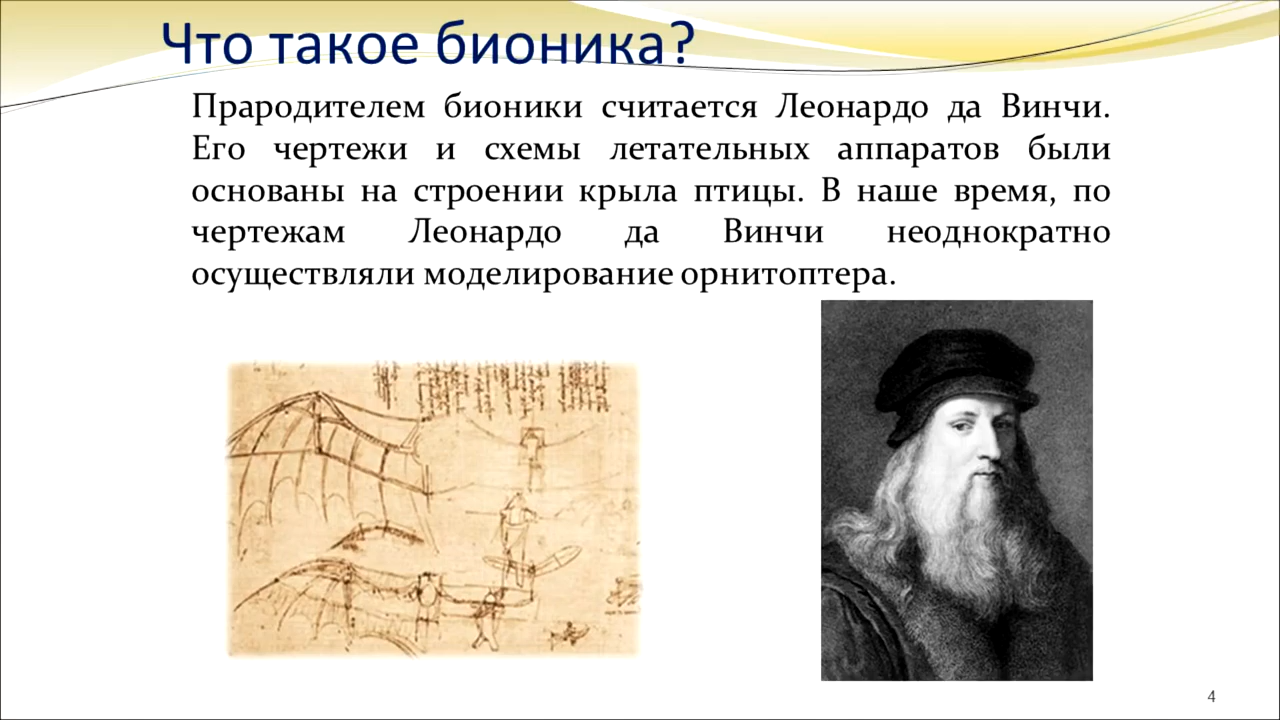 Что такое бионика?
Прародителем бионики считается Леонардо да Винчи.
Его чертежи и схемы летательных аппаратов были
основаны на строении крыла птицы. В наше время, по
чертежам Леонардо да Винчи неоднократно
осуществляли моделирование орнитоптера.
4